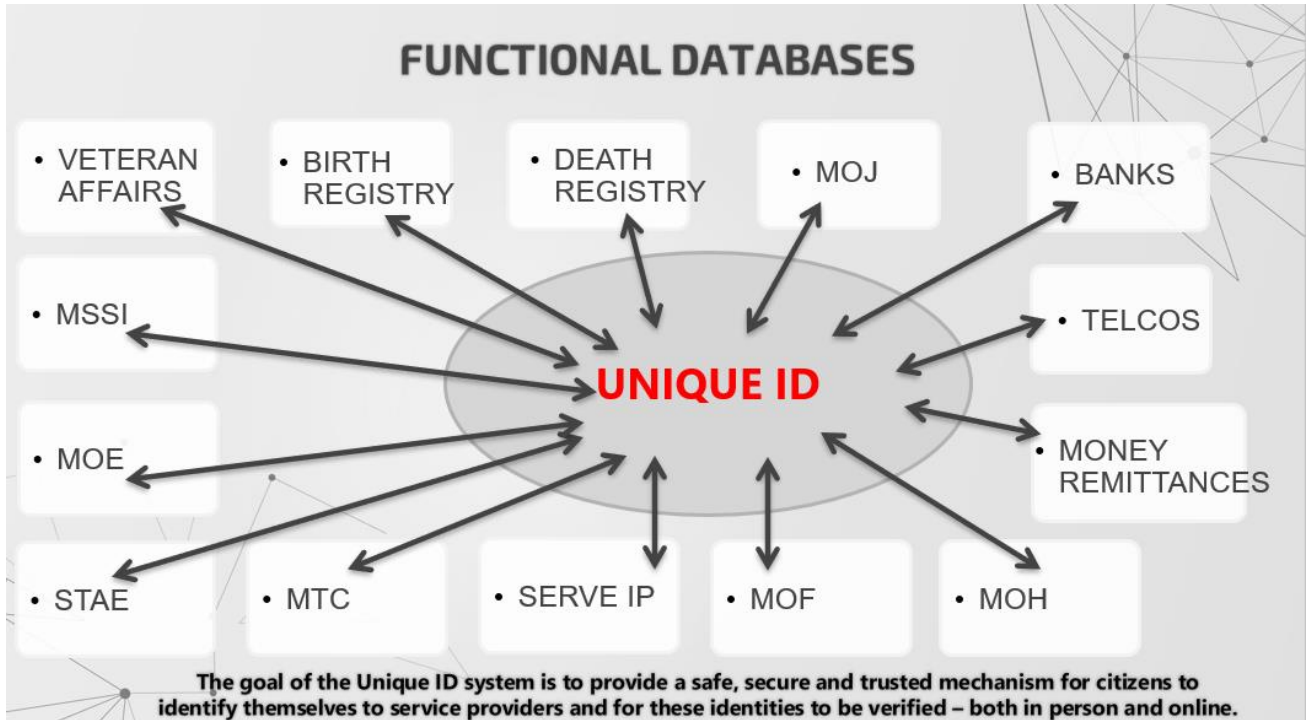 FUNCTIONAL DATABASES
• VETERAN
AFFAIRS
• BIRTH
REGISTRY
• DEATH
REGISTRY
• MOJ
• BANKS
• MSSI
• TELCOS
UNIQUE ID
• MOE
• MONEY
REMITTANCES
• STAE
• MTC
• SERVE IP
• MOF
• MOH
The goal of the Unique ID system is to provide a safe, secure and trusted mechanism for citizens to
identify themselves to service providers and for these identities to be verified – both in person and online.